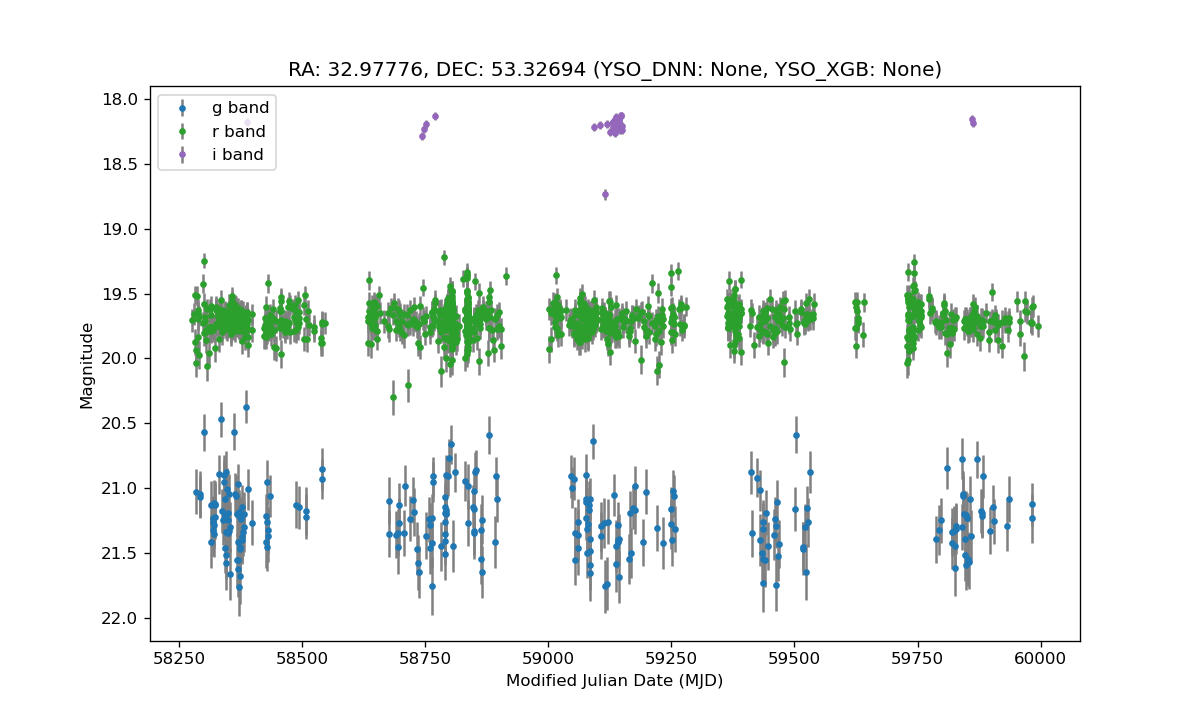 RA: 32.97776, DEC: 53.32694 (YSO_DNN: None, YSO_XGB: None)
g band
r band
i band
18.0
18.5
19.0
19.5
20.0
20.5
21.0
21.5
22.0
Magnitude
58250 58500 58750 59000 59250 59500 59750 60000
Modified Julian Date (MJD)